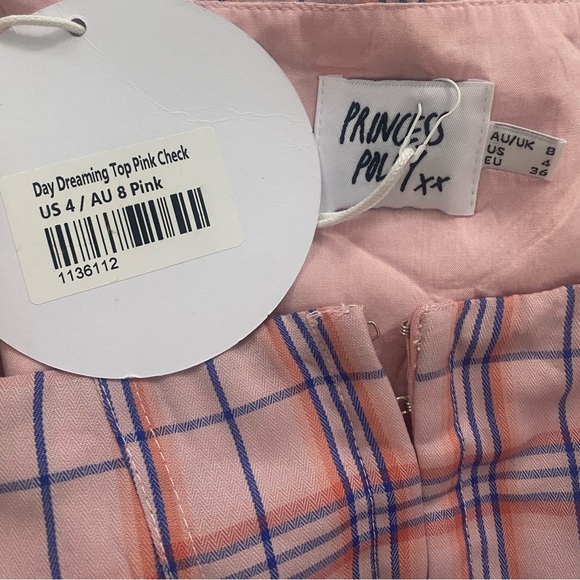 Day Dreaming Top Pink Check
US 4 / AU 8 Pink
1136112
PRINCESS
POLLY xx
AU/UK 8
US 4
EU 36